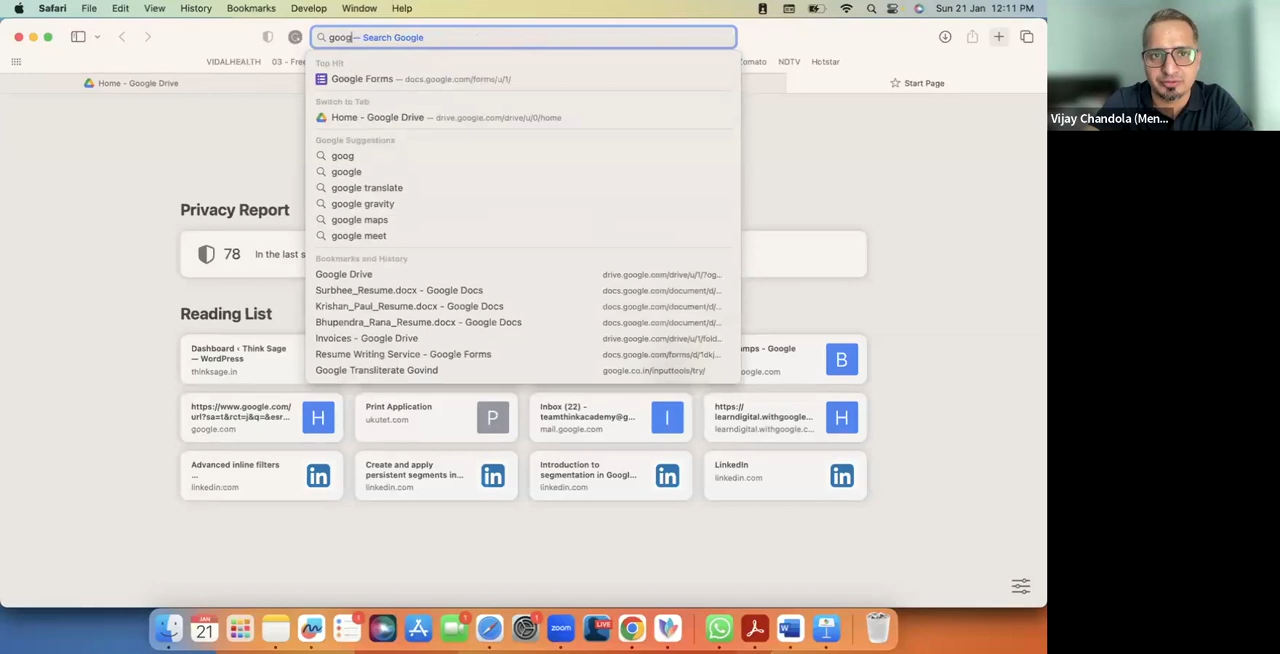 Safari File Edit View History Bookmarks Develop Window Help Sun 21 Jan 12:11 PM
goog — Search Google
VIDALHEALTH 03 - Free NDTV Hotstar
Home - Google Drive
Start Page
Top Hit
Google Forms — docs.google.com/forms/u/1/
Switch to Tab
Home - Google Drive — drive.google.com/drive/u/0/home
Google Suggestions
goog
google
google translate
google gravity
google maps
google meet
Bookmarks and History
Google Drive drive.google.com/drive/u/1/?og...
Surbhee_Resume.docx - Google Docs docs.google.com/document/d/...
Krishan_Paul_Resume.docx - Google Docs docs.google.com/document/d/...
Bhupendra_Rana_Resume.docx - Google Docs docs.google.com/document/d/...
Invoices - Google Drive drive.google.com/drive/u/1/fold...
Resume Writing Service - Google Forms docs.google.com/forms/d/1dkj...
Google Transliterate Govind google.co.in/inputtools/try/
Privacy Report
78 In the last s
Reading List
Dashboard ‹ Think Sage
— WordPress
thinksage.in
amps - Google
ogle.com
B
https://www.google.com/
url?sa=t&rct=j&q=&esr...
google.com
H
Print Application
ukutet.com
P
Inbox (22) -
teamthinkacademy@g...
mail.google.com
I
https://
learndigital.withgoogle...
learndigital.withgoogle.c...
H
Advanced inline filters
...
linkedin.com
in
Create and apply
persistent segments in...
linkedin.com
in
Introduction to
segmentation in Googl...
linkedin.com
in
LinkedIn
linkedin.com
in
Vijay Chandola (Men...
JAN
21
1
1
1
zoom
LIVE
W